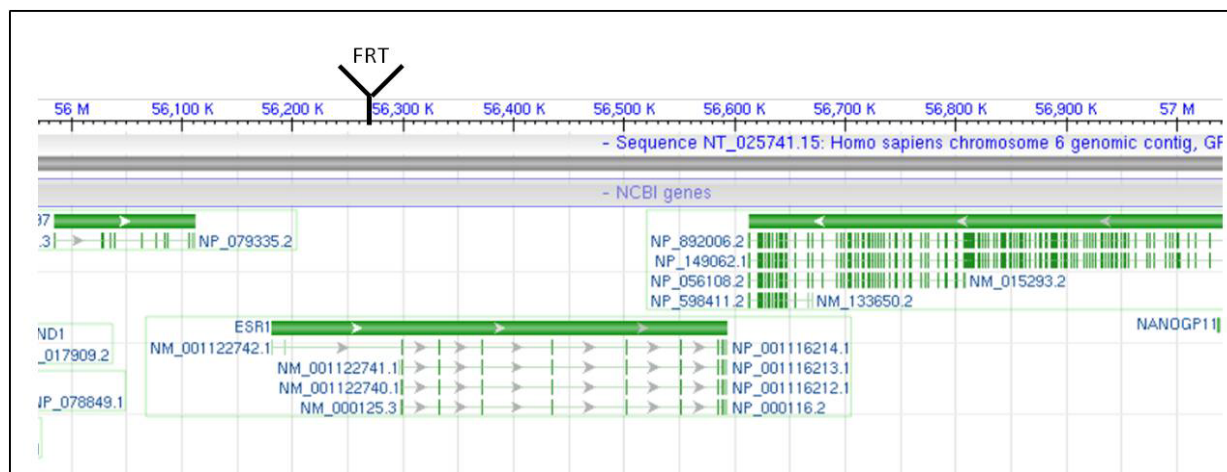 FRT
56 M 56,100 K 56,200 K 56,300 K 56,400 K 56,500 K 56,600 K 56,700 K 56,800 K 56,900 K 57 M
- Sequence NT_025741.15: Homo sapiens chromosome 6 genomic contig, GF
- NCBI genes
97
.3 NP_079335.2 NP_892006.2
NP_149062.1
NP_056108.2 NM_015293.2
NP_598411.2 NM_133650.2
ND1 ESR1 NANOGP11
_017909.2 NM_001122742.1 NP_001116214.1
NM_001122741.1 NP_001116213.1
NM_001122740.1 NP_001116212.1
NP_078849.1 NM_000125.3 NP_000116.2